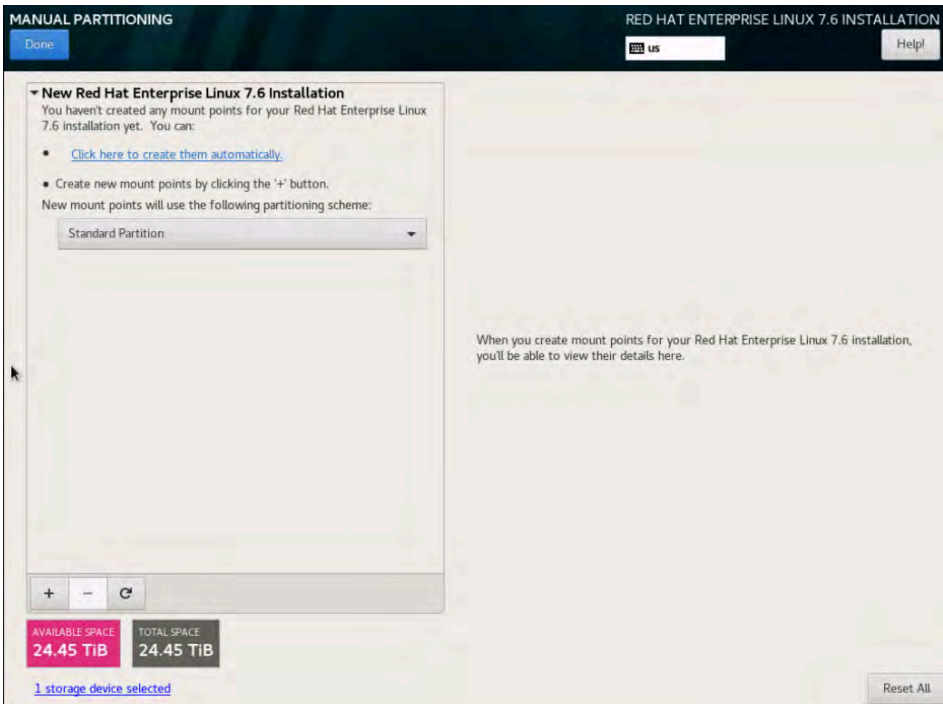 MANUAL PARTITIONING
RED HAT ENTERPRISE LINUX 7.6 INSTALLATION
Done
us
Help!
New Red Hat Enterprise Linux 7.6 Installation
You haven't created any mount points for your Red Hat Enterprise Linux
7.6 installation yet. You can:
• Click here to create them automatically.
• Create new mount points by clicking the '+' button.
New mount points will use the following partitioning scheme:
Standard Partition
When you create mount points for your Red Hat Enterprise Linux 7.6 installation,
you'll be able to view their details here.
+ −
AVAILABLE SPACE
24.45 TiB
TOTAL SPACE
24.45 TiB
1 storage device selected
Reset All